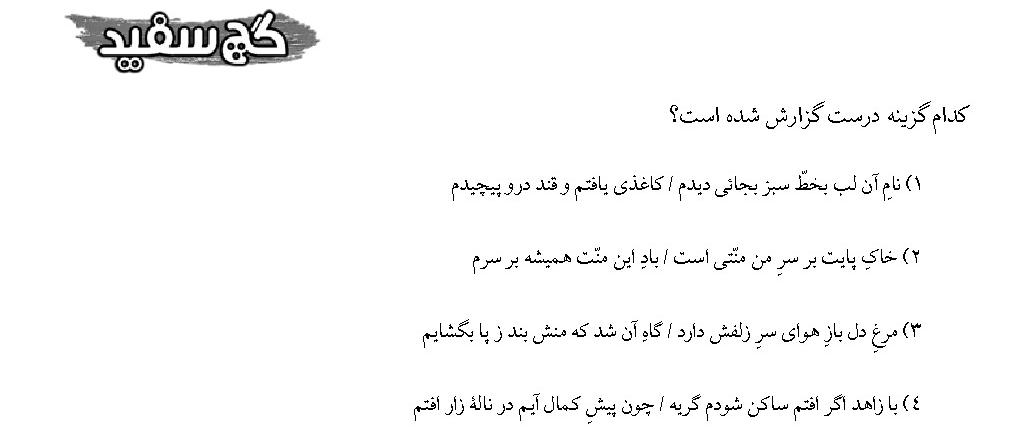 گچ سفید
کدام گزینه درست گزارش شده است؟
۱) نامِ آن لب بخطّ سبز بجائی دیدم / کاغذی یافتم و قند درو پیچیدم
۲) خاکِ پایت بر سرِ من منّتی است / بادِ این منّت همیشه بر سرم
۳) مرغِ دل بازِ هوای سرِ زلفش دارد / گاهِ آن شد که منش بند ز پا بگشایم
٤) با زاهد اگر افتم ساکن شودم گریه / چون پیشِ کمال آیم در نالهٔ زار افتم